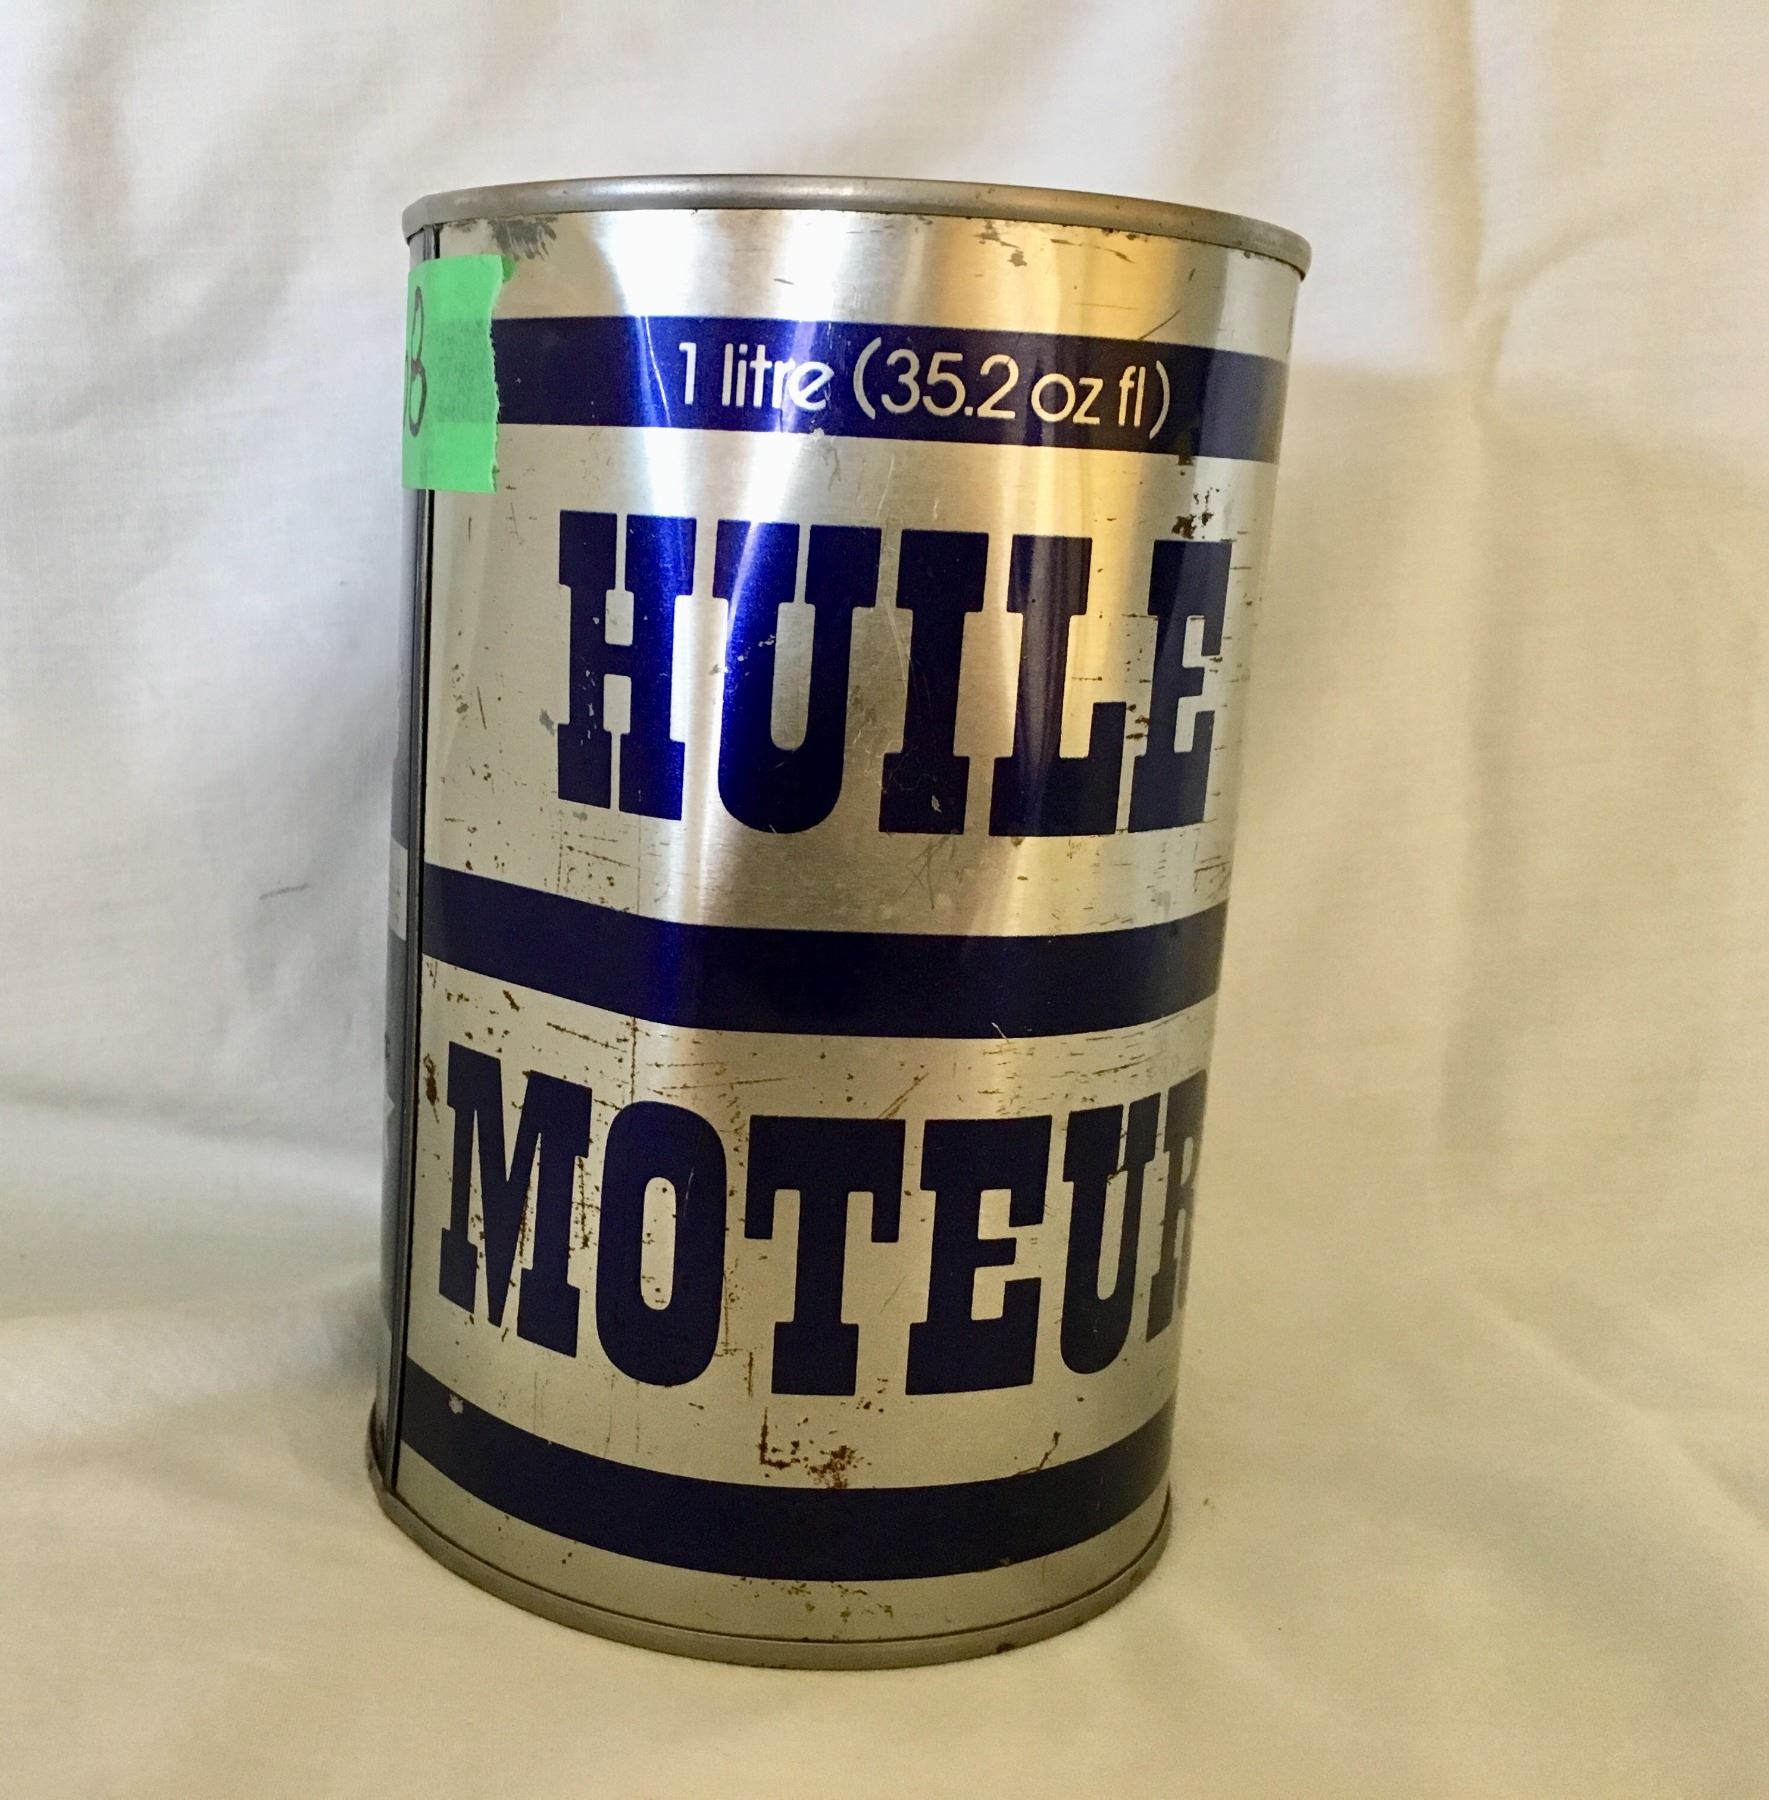 1 litre (35.2 oz fl)
HUILE
MOTEUR